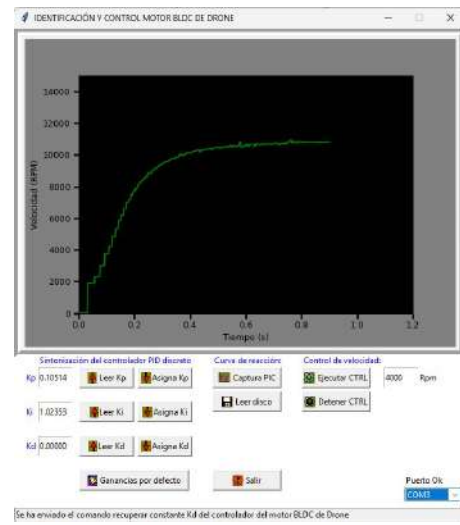 IDENTIFICACIÓN Y CONTROL MOTOR BLDC DE DRONE
14000
12000
10000
8000
6000
4000
2000
0
Velocidad (RPM)
0.0 0.2 0.4 0.6 0.8 1.0 1.2
Tiempo (s)
Sintonización del controlador PID discreto Curva de reacción: Control de velocidad:
Kp 0.10514 Leer Kp Asigna Kp Captura PIC Ejecutar CTRL 4000 Rpm
Leer disco Detener CTRL
Ki 1.02353 Leer Ki Asigna Ki
Kd 0.00000 Leer Kd Asigna Kd
Ganancias por defecto Salir Puerto Ok
COM3
Se ha enviado el comando recuperar constante Kd del controlador del motor BLDC de Drone